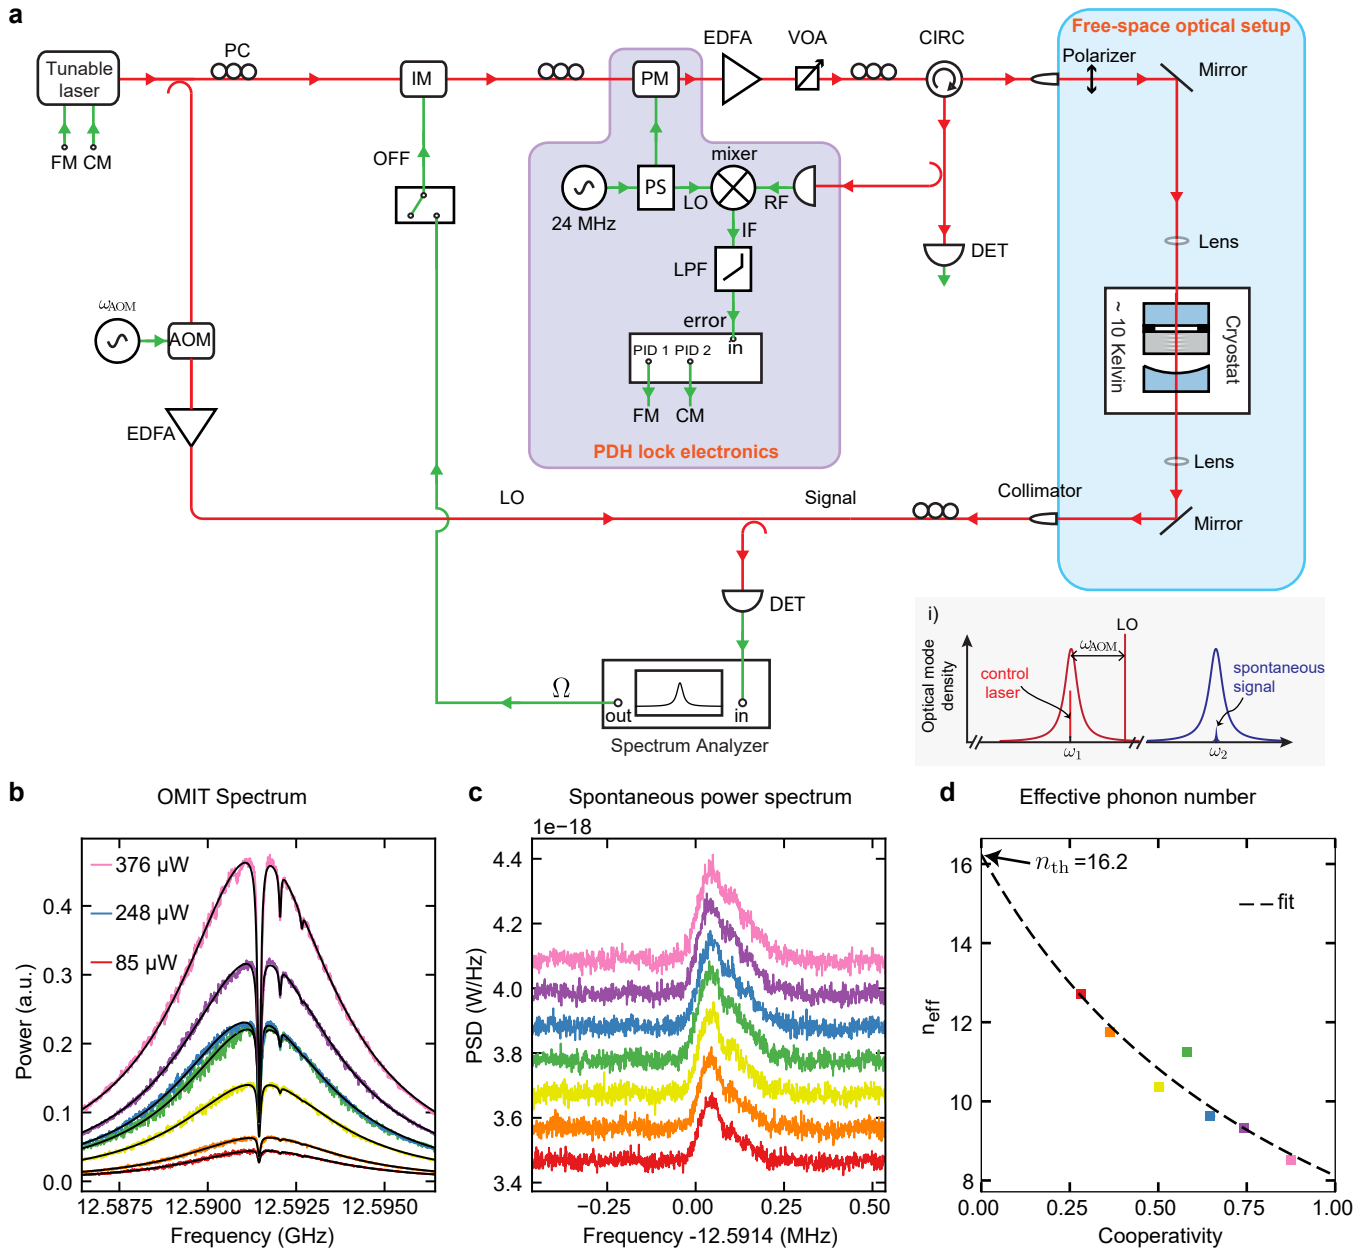 a
Free-space optical setup
Tunable laser
FM CM
PC
IM
OFF
PM
EDFA
VOA
CIRC
Polarizer
Mirror
24 MHz
PS
LO
mixer
RF
IF
LPF
error
in
PID 1
PID 2
FM
CM
PDH lock electronics
DET
Lens
Cryostat
~ 10 Kelvin
Lens
Mirror
Collimator
ω_AOM
AOM
EDFA
LO
Signal
DET
Ω
out
in
Spectrum Analyzer
i)
Optical mode density
control laser
ω_AOM
LO
spontaneous signal
ω₁
ω₂
b
OMIT Spectrum
376 µW
248 µW
85 µW
Power (a.u.)
0.4
0.3
0.2
0.1
0.0
12.5875 12.5900 12.5925 12.5950
Frequency (GHz)
c
Spontaneous power spectrum
1e−18
PSD (W/Hz)
4.4
4.2
4.0
3.8
3.6
3.4
−0.25 0.00 0.25 0.50
Frequency -12.5914 (MHz)
d
Effective phonon number
n_th =16.2
fit
n_eff
16
14
12
10
8
0.00 0.25 0.50 0.75 1.00
Cooperativity